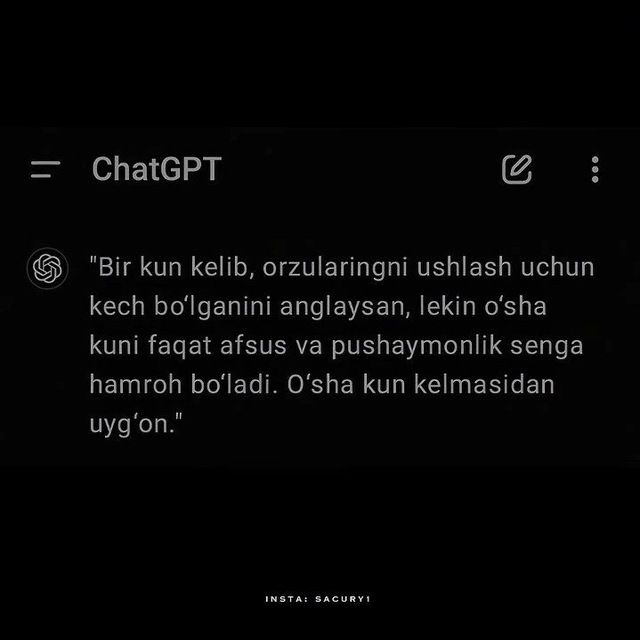 ChatGPT
"Bir kun kelib, orzularingni ushlash uchun
kech bo‘lganini anglaysan, lekin o‘sha
kuni faqat afsus va pushaymonlik senga
hamroh bo‘ladi. O‘sha kun kelmasidan
uyg‘on."
INSTA: SACURY1